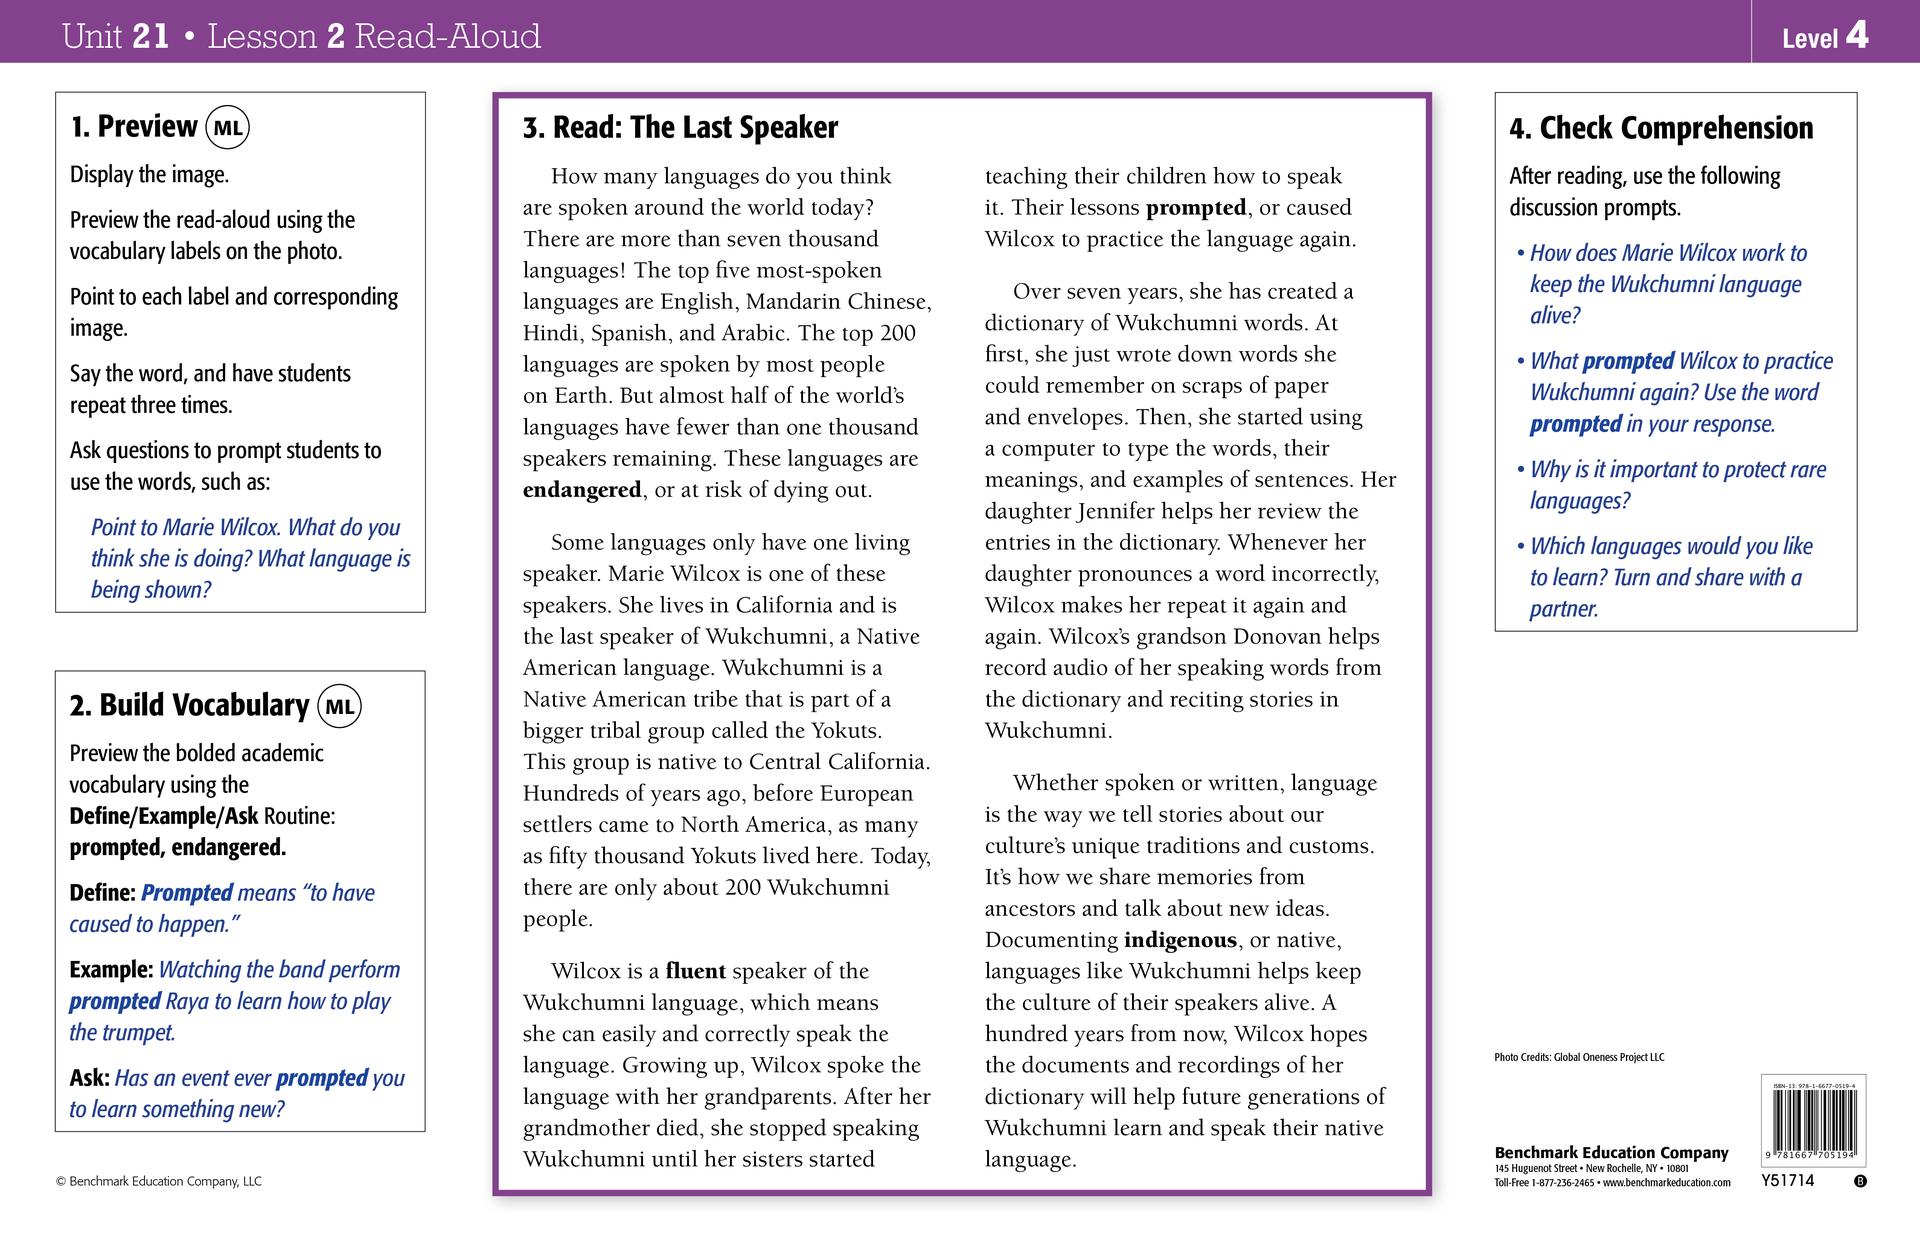 Unit 21 • Lesson 2 Read-Aloud
Level 4
1. Preview ML
Display the image.
Preview the read-aloud using the
vocabulary labels on the photo.
Point to each label and corresponding
image.
Say the word, and have students
repeat three times.
Ask questions to prompt students to
use the words, such as:
Point to Marie Wilcox. What do you
think she is doing? What language is
being shown?
2. Build Vocabulary ML
Preview the bolded academic
vocabulary using the
Define/Example/Ask Routine:
prompted, endangered.
Define: Prompted means “to have
caused to happen.”
Example: Watching the band perform
prompted Raya to learn how to play
the trumpet.
Ask: Has an event ever prompted you
to learn something new?
© Benchmark Education Company, LLC
3. Read: The Last Speaker
How many languages do you think
are spoken around the world today?
There are more than seven thousand
languages! The top five most-spoken
languages are English, Mandarin Chinese,
Hindi, Spanish, and Arabic. The top 200
languages are spoken by most people
on Earth. But almost half of the world’s
languages have fewer than one thousand
speakers remaining. These languages are
endangered, or at risk of dying out.
Some languages only have one living
speaker. Marie Wilcox is one of these
speakers. She lives in California and is
the last speaker of Wukchumni, a Native
American language. Wukchumni is a
Native American tribe that is part of a
bigger tribal group called the Yokuts.
This group is native to Central California.
Hundreds of years ago, before European
settlers came to North America, as many
as fifty thousand Yokuts lived here. Today,
there are only about 200 Wukchumni
people.
Wilcox is a fluent speaker of the
Wukchumni language, which means
she can easily and correctly speak the
language. Growing up, Wilcox spoke the
language with her grandparents. After her
grandmother died, she stopped speaking
Wukchumni until her sisters started
teaching their children how to speak
it. Their lessons prompted, or caused
Wilcox to practice the language again.
Over seven years, she has created a
dictionary of Wukchumni words. At
first, she just wrote down words she
could remember on scraps of paper
and envelopes. Then, she started using
a computer to type the words, their
meanings, and examples of sentences. Her
daughter Jennifer helps her review the
entries in the dictionary. Whenever her
daughter pronounces a word incorrectly,
Wilcox makes her repeat it again and
again. Wilcox’s grandson Donovan helps
record audio of her speaking words from
the dictionary and reciting stories in
Wukchumni.
Whether spoken or written, language
is the way we tell stories about our
culture’s unique traditions and customs.
It’s how we share memories from
ancestors and talk about new ideas.
Documenting indigenous, or native,
languages like Wukchumni helps keep
the culture of their speakers alive. A
hundred years from now, Wilcox hopes
the documents and recordings of her
dictionary will help future generations of
Wukchumni learn and speak their native
language.
4. Check Comprehension
After reading, use the following
discussion prompts.
• How does Marie Wilcox work to
keep the Wukchumni language
alive?
• What prompted Wilcox to practice
Wukchumni again? Use the word
prompted in your response.
• Why is it important to protect rare
languages?
• Which languages would you like
to learn? Turn and share with a
partner.
Photo Credits: Global Oneness Project LLC
Benchmark Education Company
145 Huguenot Street • New Rochelle, NY • 10801
Toll-Free 1-877-236-2465 • www.benchmarkeducation.com
ISBN-13: 978-1-6677-0519-4
9 781667 705194
Y51714
B